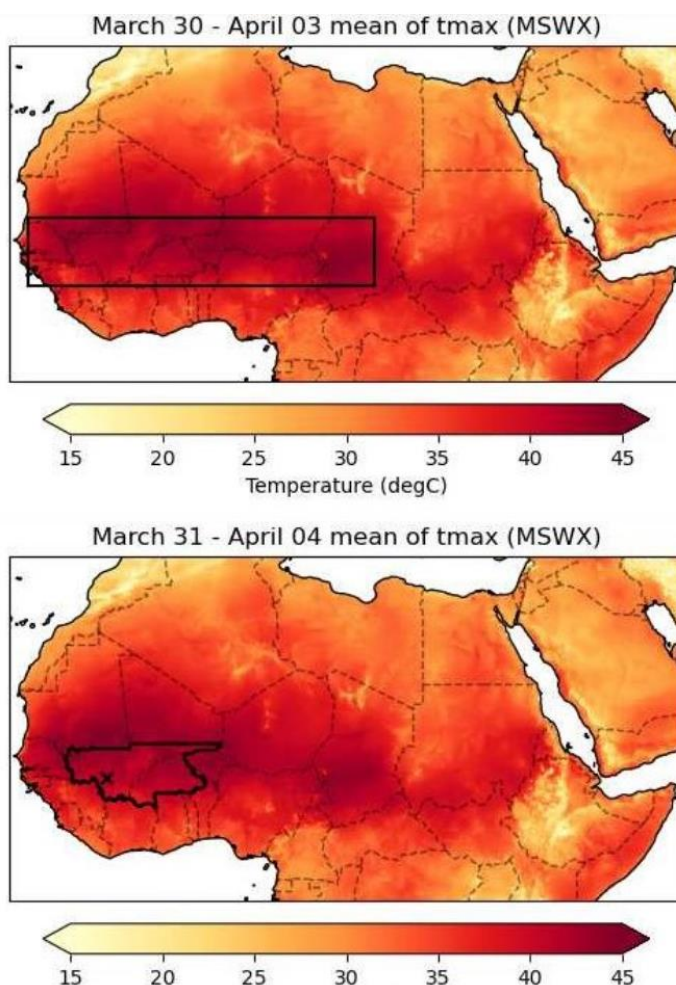 March 30 - April 03 mean of tmax (MSWX)
15 20 25 30 35 40 45
Temperature (degC)
March 31 - April 04 mean of tmax (MSWX)
15 20 25 30 35 40 45